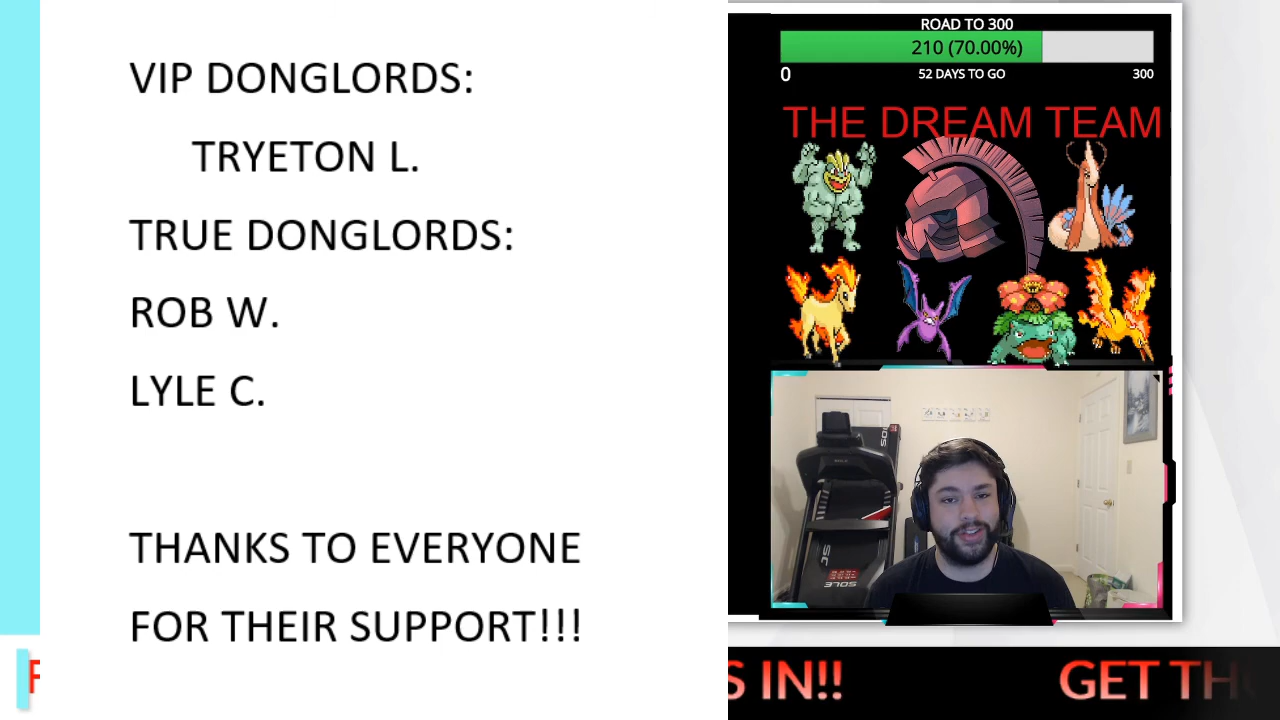 VIP DONGLORDS:
TRYETON L.
TRUE DONGLORDS:
ROB W.
LYLE C.
THANKS TO EVERYONE
FOR THEIR SUPPORT!!!
ROAD TO 300
210 (70.00%)
0 52 DAYS TO GO 300
THE DREAM TEAM
SOLE
IN!! GET